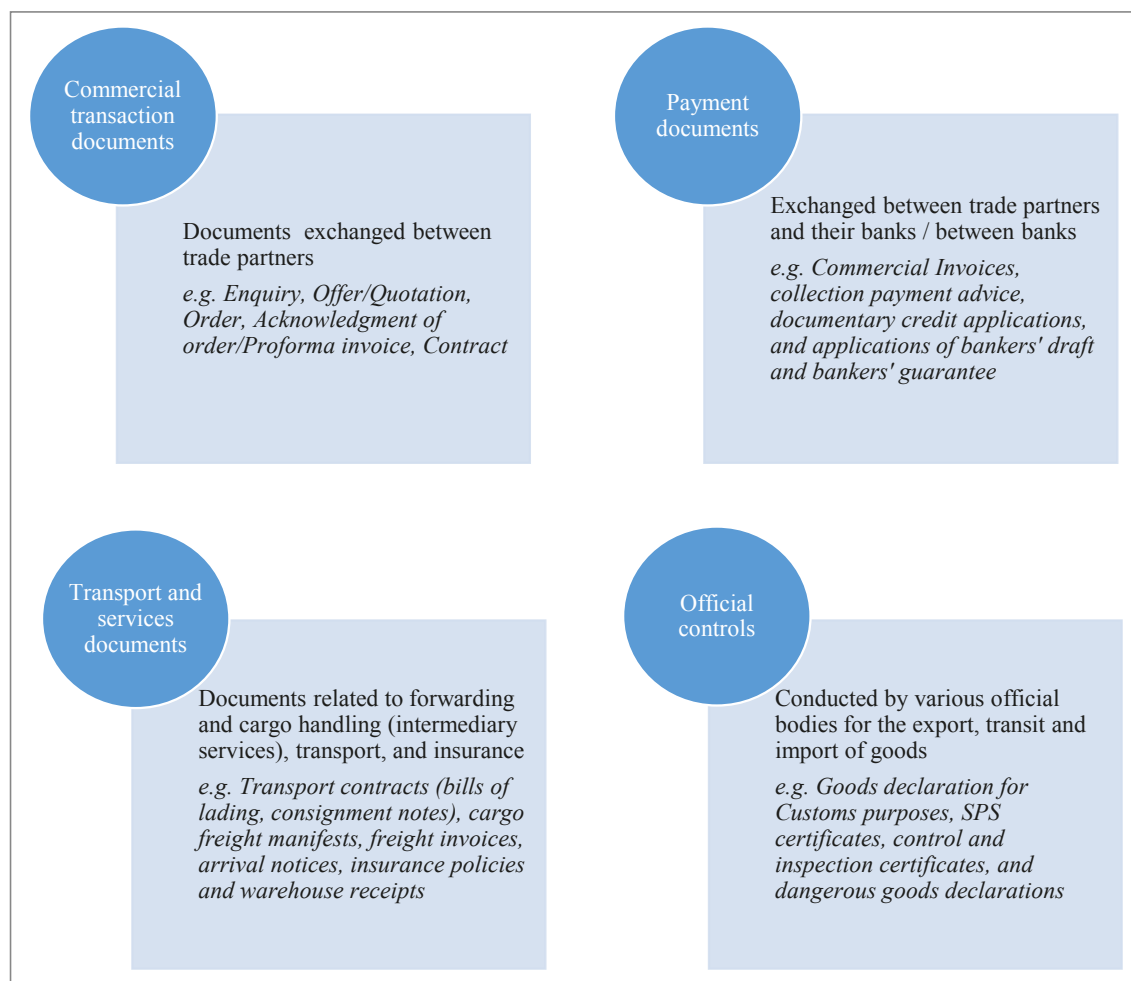 Commercial
transaction
documents
Documents exchanged between
trade partners
e.g. Enquiry, Offer/Quotation,
Order, Acknowledgment of
order/Proforma invoice, Contract
Payment
documents
Exchanged between trade partners
and their banks / between banks
e.g. Commercial Invoices,
collection payment advice,
documentary credit applications,
and applications of bankers' draft
and bankers' guarantee
Transport and
services
documents
Documents related to forwarding
and cargo handling (intermediary
services), transport, and insurance
e.g. Transport contracts (bills of
lading, consignment notes), cargo
freight manifests, freight invoices,
arrival notices, insurance policies
and warehouse receipts
Official
controls
Conducted by various official
bodies for the export, transit and
import of goods
e.g. Goods declaration for
Customs purposes, SPS
certificates, control and
inspection certificates, and
dangerous goods declarations